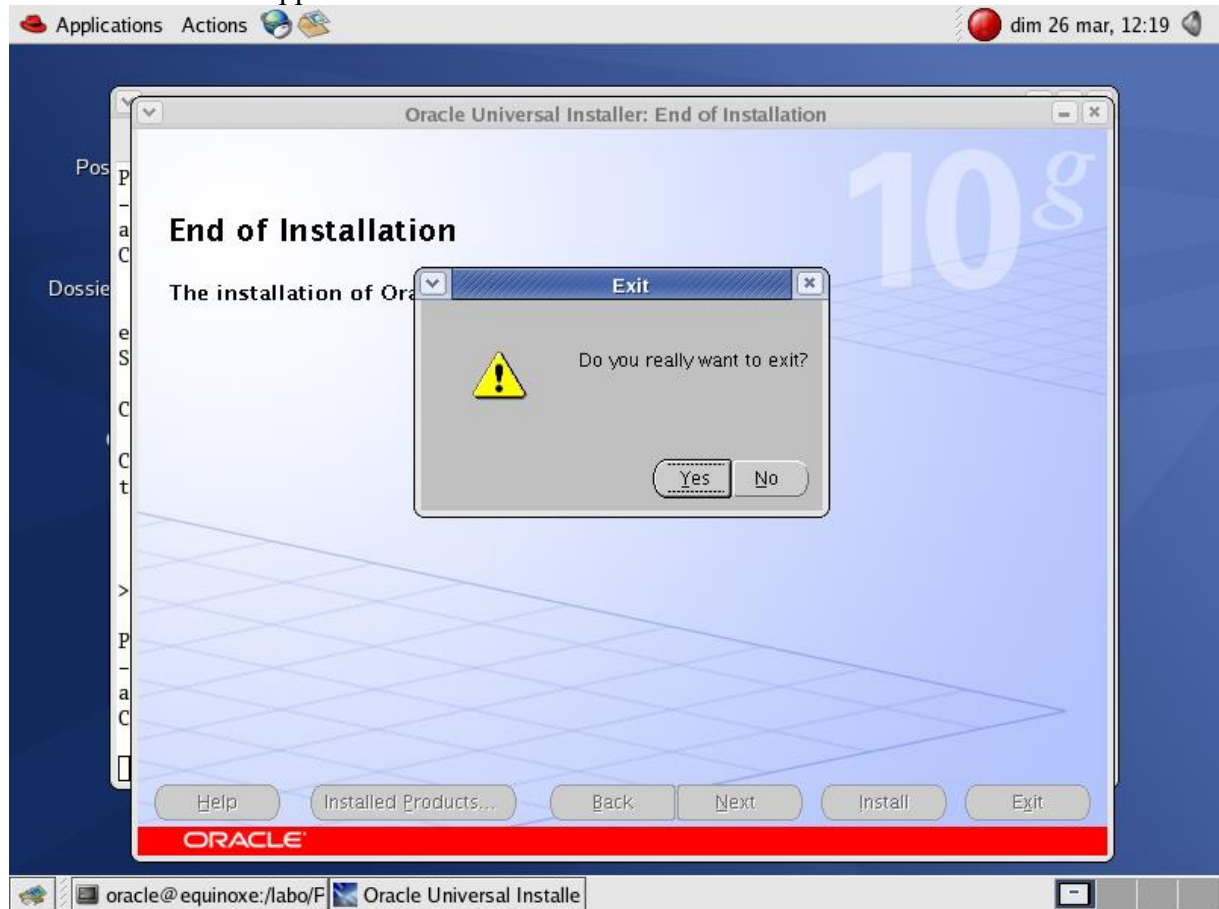 Applications Actions
dim 26 mar, 12:19
Oracle Universal Installer: End of Installation
Pos
P
-
a
C
10g
End of Installation
Dossie
The installation of Ora
Exit
e
S
Do you really want to exit?
C
C
t
Yes No
>
P
-
a
C
Help Installed Products... Back Next Install Exit
ORACLE
oracle@equinoxe:/labo/F Oracle Universal Installe